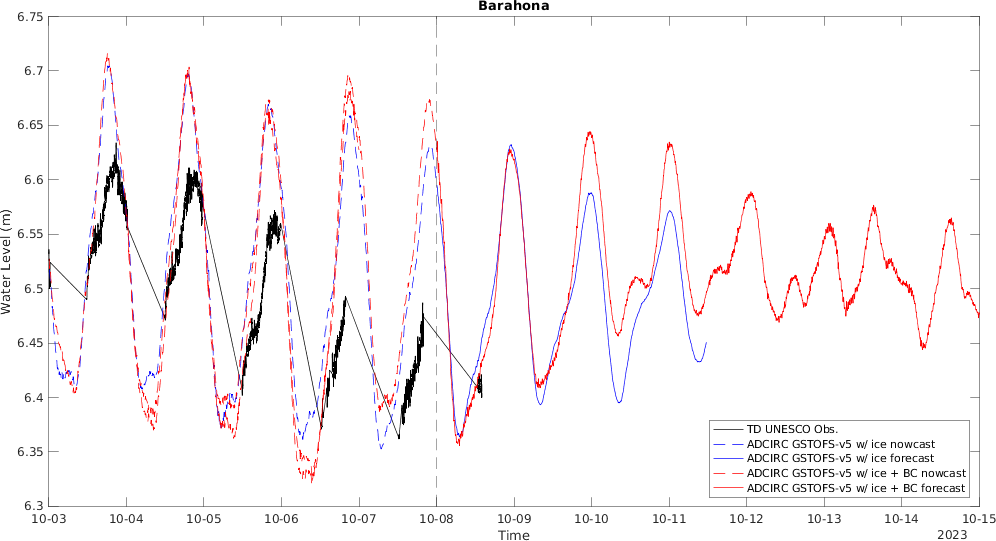 Barahona
6.75
6.7
6.65
6.6
6.55
6.5
6.45
6.4
6.35
6.3
Water Level (m)
TD UNESCO Obs.
ADCIRC GSTOFS-v5 w/ ice nowcast
ADCIRC GSTOFS-v5 w/ ice forecast
ADCIRC GSTOFS-v5 w/ ice + BC nowcast
ADCIRC GSTOFS-v5 w/ ice + BC forecast
10-03 10-04 10-05 10-06 10-07 10-08 10-09 10-10 10-11 10-12 10-13 10-14 10-15
Time
2023